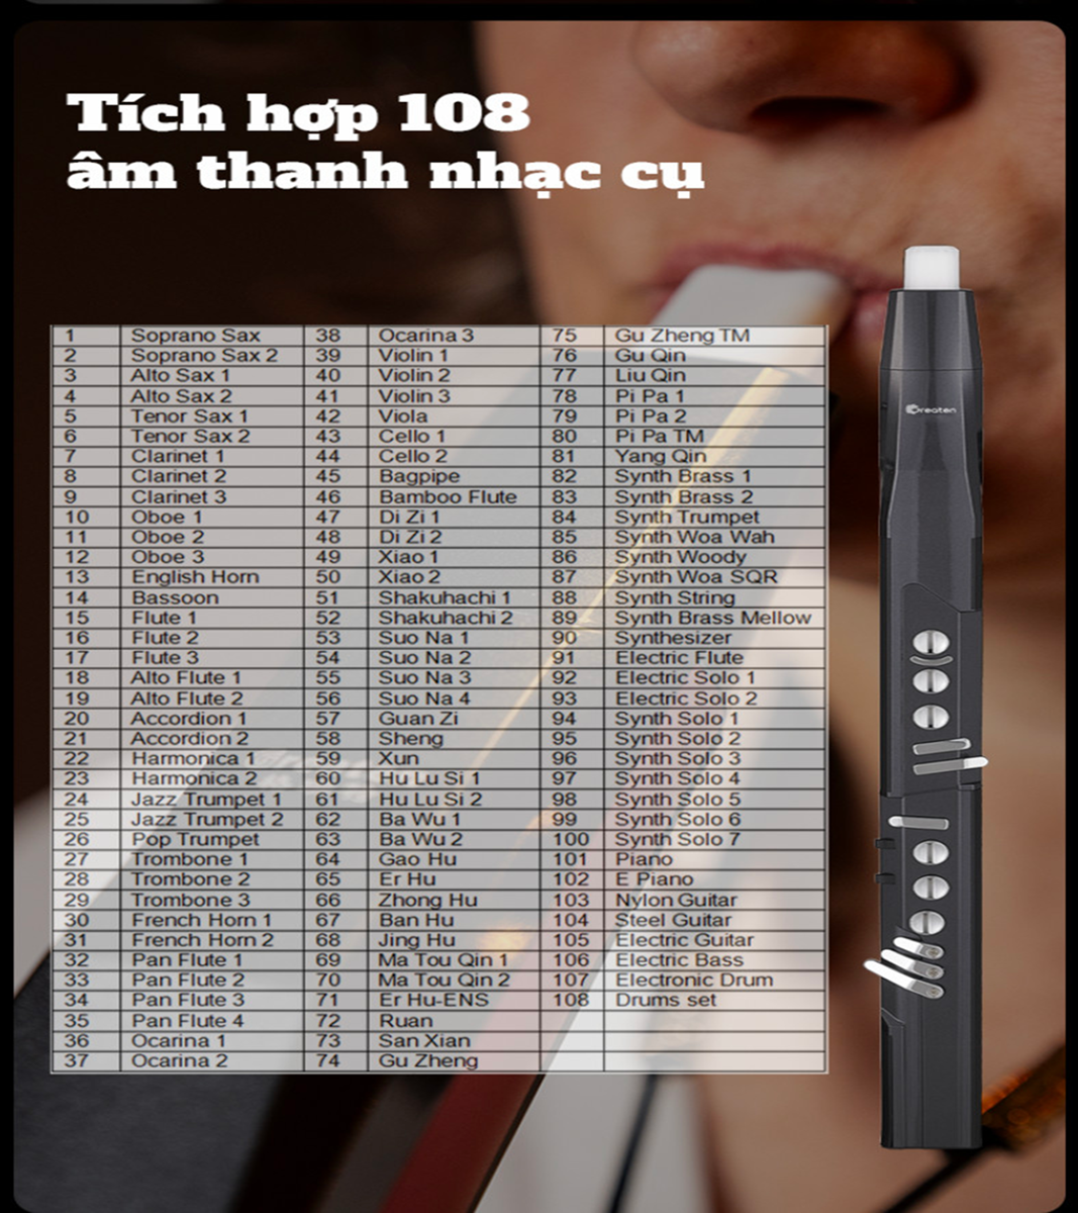 Tích hợp 108
âm thanh nhạc cụ
1 Soprano Sax 38 Ocarina 3 75 Gu Zheng TM
2 Soprano Sax 2 39 Violin 1 76 Gu Qin
3 Alto Sax 1 40 Violin 2 77 Liu Qin
4 Alto Sax 2 41 Violin 3 78 Pi Pa 1
5 Tenor Sax 1 42 Viola 79 Pi Pa 2
6 Tenor Sax 2 43 Cello 1 80 Pi Pa TM
7 Clarinet 1 44 Cello 2 81 Yang Qin
8 Clarinet 2 45 Bagpipe 82 Synth Brass 1
9 Clarinet 3 46 Bamboo Flute 83 Synth Brass 2
10 Oboe 1 47 Di Zi 1 84 Synth Trumpet
11 Oboe 2 48 Di Zi 2 85 Synth Woa Wah
12 Oboe 3 49 Xiao 1 86 Synth Woody
13 English Horn 50 Xiao 2 87 Synth Woa SQR
14 Bassoon 51 Shakuhachi 1 88 Synth String
15 Flute 1 52 Shakuhachi 2 89 Synth Brass Mellow
16 Flute 2 53 Suo Na 1 90 Synthesizer
17 Flute 3 54 Suo Na 2 91 Electric Flute
18 Alto Flute 1 55 Suo Na 3 92 Electric Solo 1
19 Alto Flute 2 56 Suo Na 4 93 Electric Solo 2
20 Accordion 1 57 Guan Zi 94 Synth Solo 1
21 Accordion 2 58 Sheng 95 Synth Solo 2
22 Harmonica 1 59 Xun 96 Synth Solo 3
23 Harmonica 2 60 Hu Lu Si 1 97 Synth Solo 4
24 Jazz Trumpet 1 61 Hu Lu Si 2 98 Synth Solo 5
25 Jazz Trumpet 2 62 Ba Wu 1 99 Synth Solo 6
26 Pop Trumpet 63 Ba Wu 2 100 Synth Solo 7
27 Trombone 1 64 Gao Hu 101 Piano
28 Trombone 2 65 Er Hu 102 E Piano
29 Trombone 3 66 Zhong Hu 103 Nylon Guitar
30 French Horn 1 67 Ban Hu 104 Steel Guitar
31 French Horn 2 68 Jing Hu 105 Electric Guitar
32 Pan Flute 1 69 Ma Tou Qin 1 106 Electric Bass
33 Pan Flute 2 70 Ma Tou Qin 2 107 Electronic Drum
34 Pan Flute 3 71 Er Hu-ENS 108 Drums set
35 Pan Flute 4 72 Ruan
36 Ocarina 1 73 San Xian
37 Ocarina 2 74 Gu Zheng
Greaten